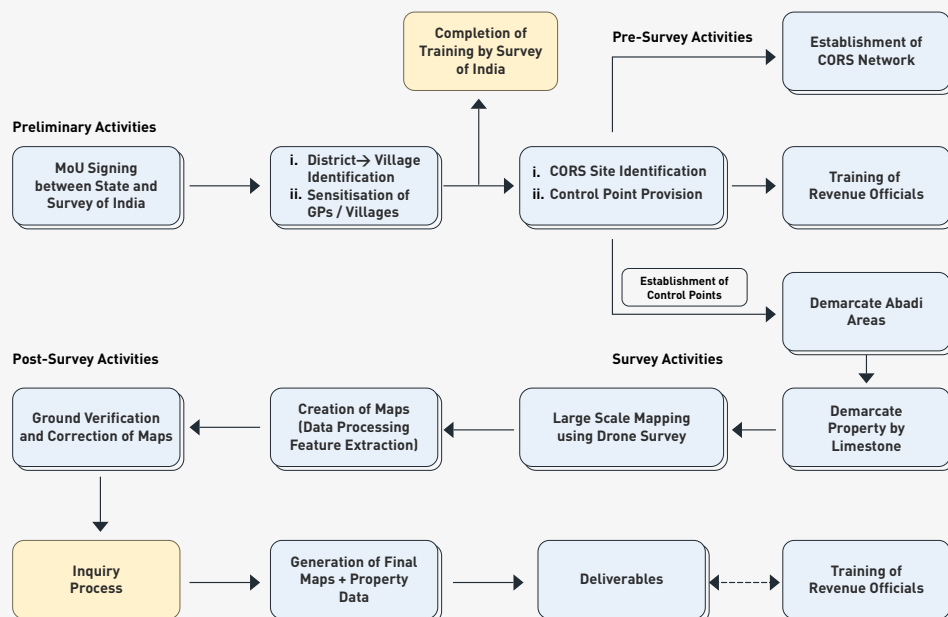 Completion of
Training by Survey
of India
Pre-Survey Activities
Establishment of
CORS Network
Preliminary Activities
MoU Signing
between State and
Survey of India
i. District→ Village
Identification
ii. Sensitisation of
GPs / Villages
i. CORS Site Identification
ii. Control Point Provision
Training of
Revenue Officials
Establishment of
Control Points
Demarcate Abadi
Areas
Post-Survey Activities
Survey Activities
Ground Verification
and Correction of Maps
Creation of Maps
(Data Processing
Feature Extraction)
Large Scale Mapping
using Drone Survey
Demarcate
Property by
Limestone
Inquiry
Process
Generation of Final
Maps + Property
Data
Deliverables
Training of
Revenue Officials